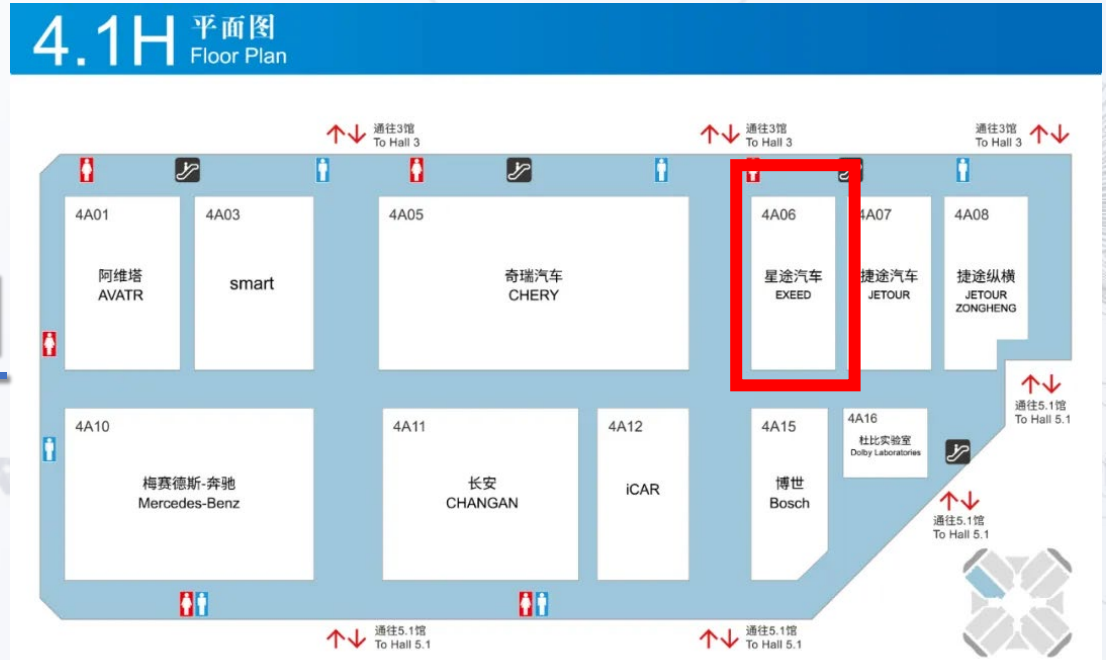 4.1H 平面图
Floor Plan
通往3馆
To Hall 3
通往3馆
To Hall 3
通往3馆
To Hall 3
4A01
阿维塔
AVATR
4A03
smart
4A05
奇瑞汽车
CHERY
4A06
星途汽车
EXEED
4A07
捷途汽车
JETOUR
4A08
捷途纵横
JETOUR
ZONGHENG
通往5.1馆
To Hall 5.1
4A10
梅赛德斯-奔驰
Mercedes-Benz
4A11
长安
CHANGAN
4A12
iCAR
4A15
博世
Bosch
4A16
杜比实验室
Dolby Laboratories
通往5.1馆
To Hall 5.1
通往5.1馆
To Hall 5.1
通往5.1馆
To Hall 5.1